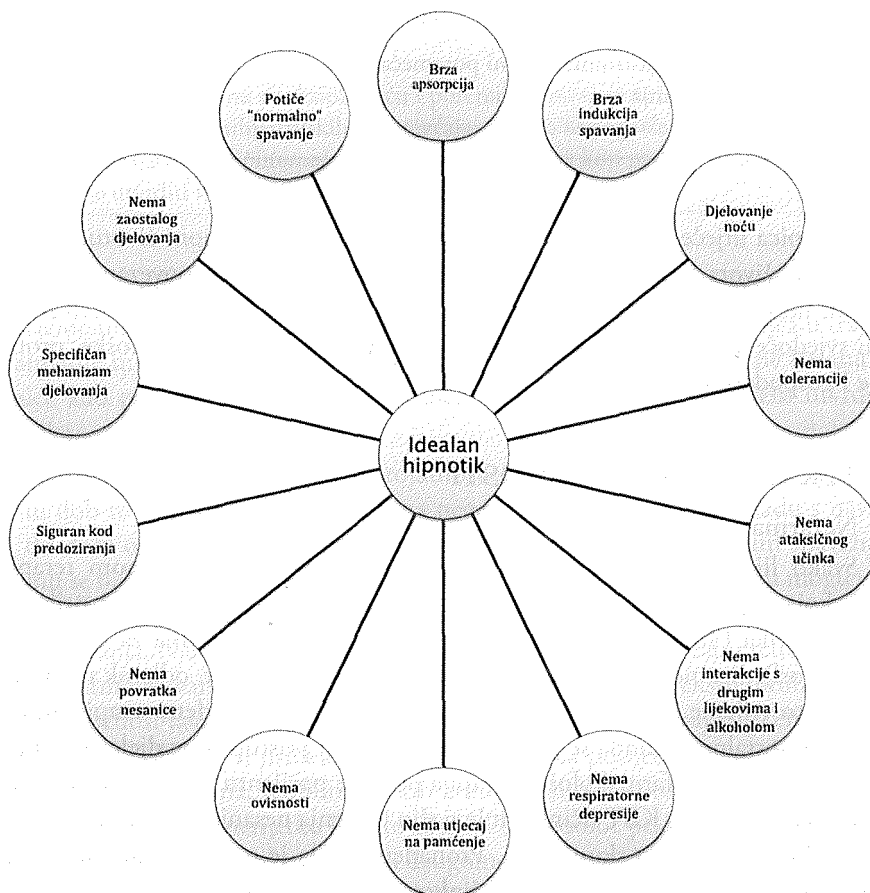 Brza
apsorpcija
Brza
indukcija
spavanja
Djelovanje
noću
Nema
tolerancije
Nema
ataksičnog
učinka
Nema
interakcije s
drugim
lijekovima i
alkoholom
Nema
respiratorne
depresije
Nema utjecaj
na pamćenje
Nema
ovisnosti
Nema
povratka
nesanice
Siguran kod
predoziranja
Specifičan
mehanizam
djelovanja
Nema
zaostalog
djelovanja
Potiče
"normalno"
spavanje
Idealan
hipnotik